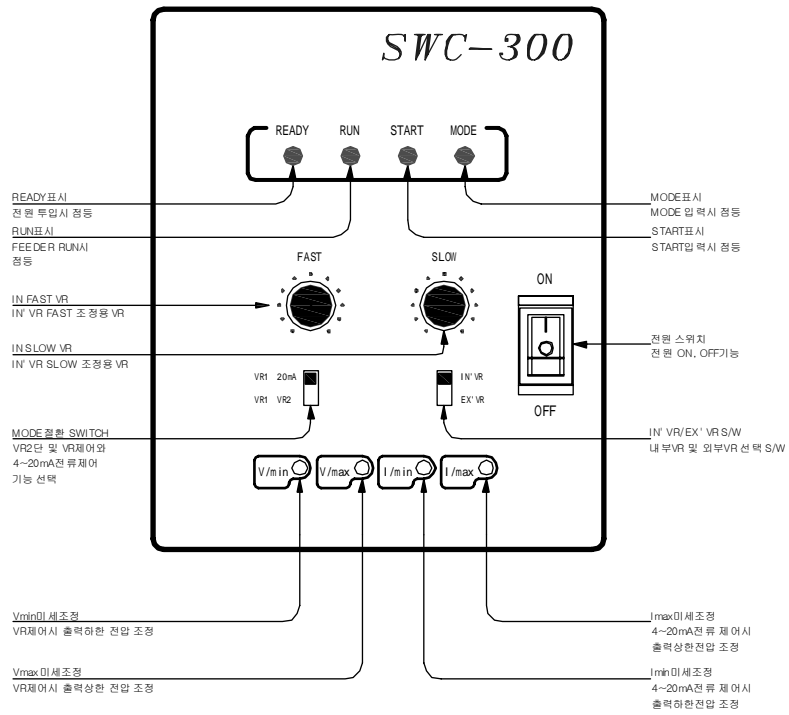 SWC-300
READY RUN START MODE
READY표시
전원 투입시 점등
RUN표시
FEEDER RUN시
점등
MODE표시
MODE 입력시 점등
START표시
START입력시 점등
FAST
SLOW
ON
OFF
IN FAST VR
IN' VR FAST 조정용 VR
IN SLOW VR
IN' VR SLOW 조정용 VR
전원 스위치
전원 ON, OFF기능
VR1 20mA
VR1 VR2
IN'VR
EX'VR
MODE절환 SWITCH
VR2단 및 VR제어와
4~20mA전류제어
기능 선택
IN' VR/EX' VR S/W
내부VR 및 외부VR 선택 S/W
V/min V/max I/min I/max
Vmin미세조정
VR제어시 출력하한 전압 조정
Vmax미세조정
VR제어시 출력상한 전압 조정
Imax미세조정
4~20mA전류 제어시
출력상한전압 조정
Imin미세조정
4~20mA전류 제어시
출력하한전압 조정